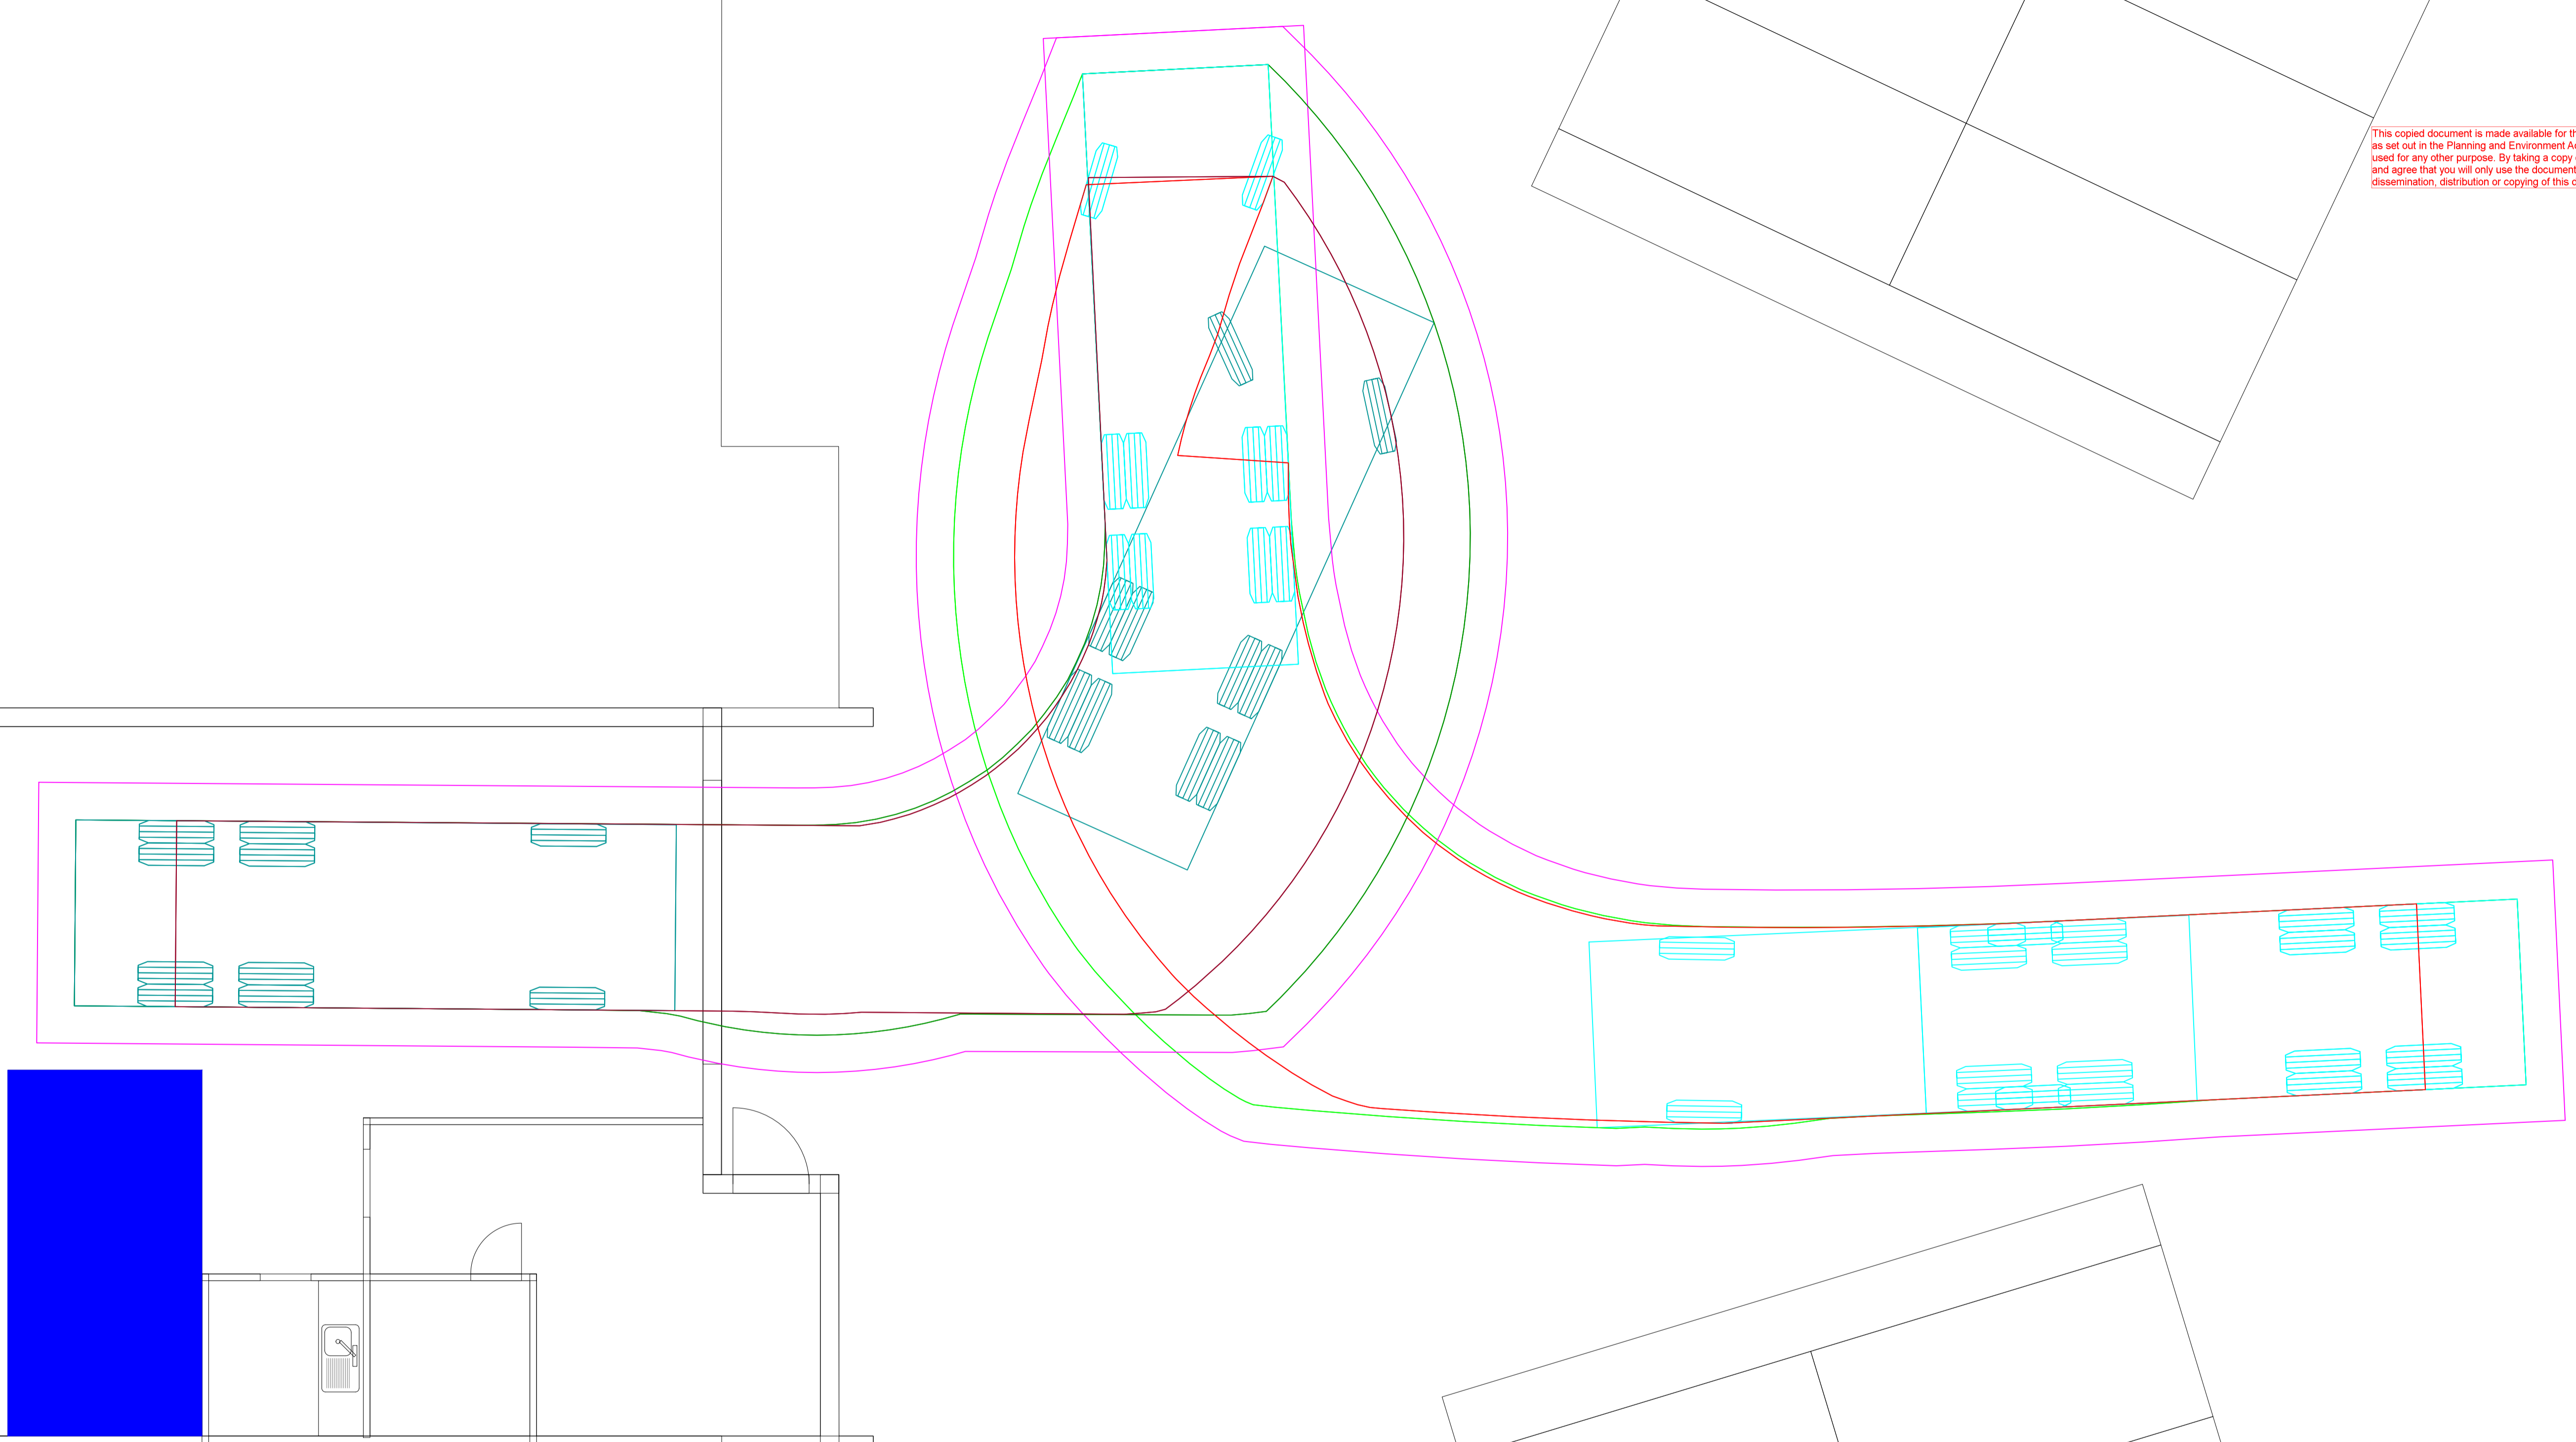 This copied document is made available for
as set out in the Planning and Environment
used for any other purpose. By taking a copy
and agree that you will only use the document
dissemination, distribution or copying of this